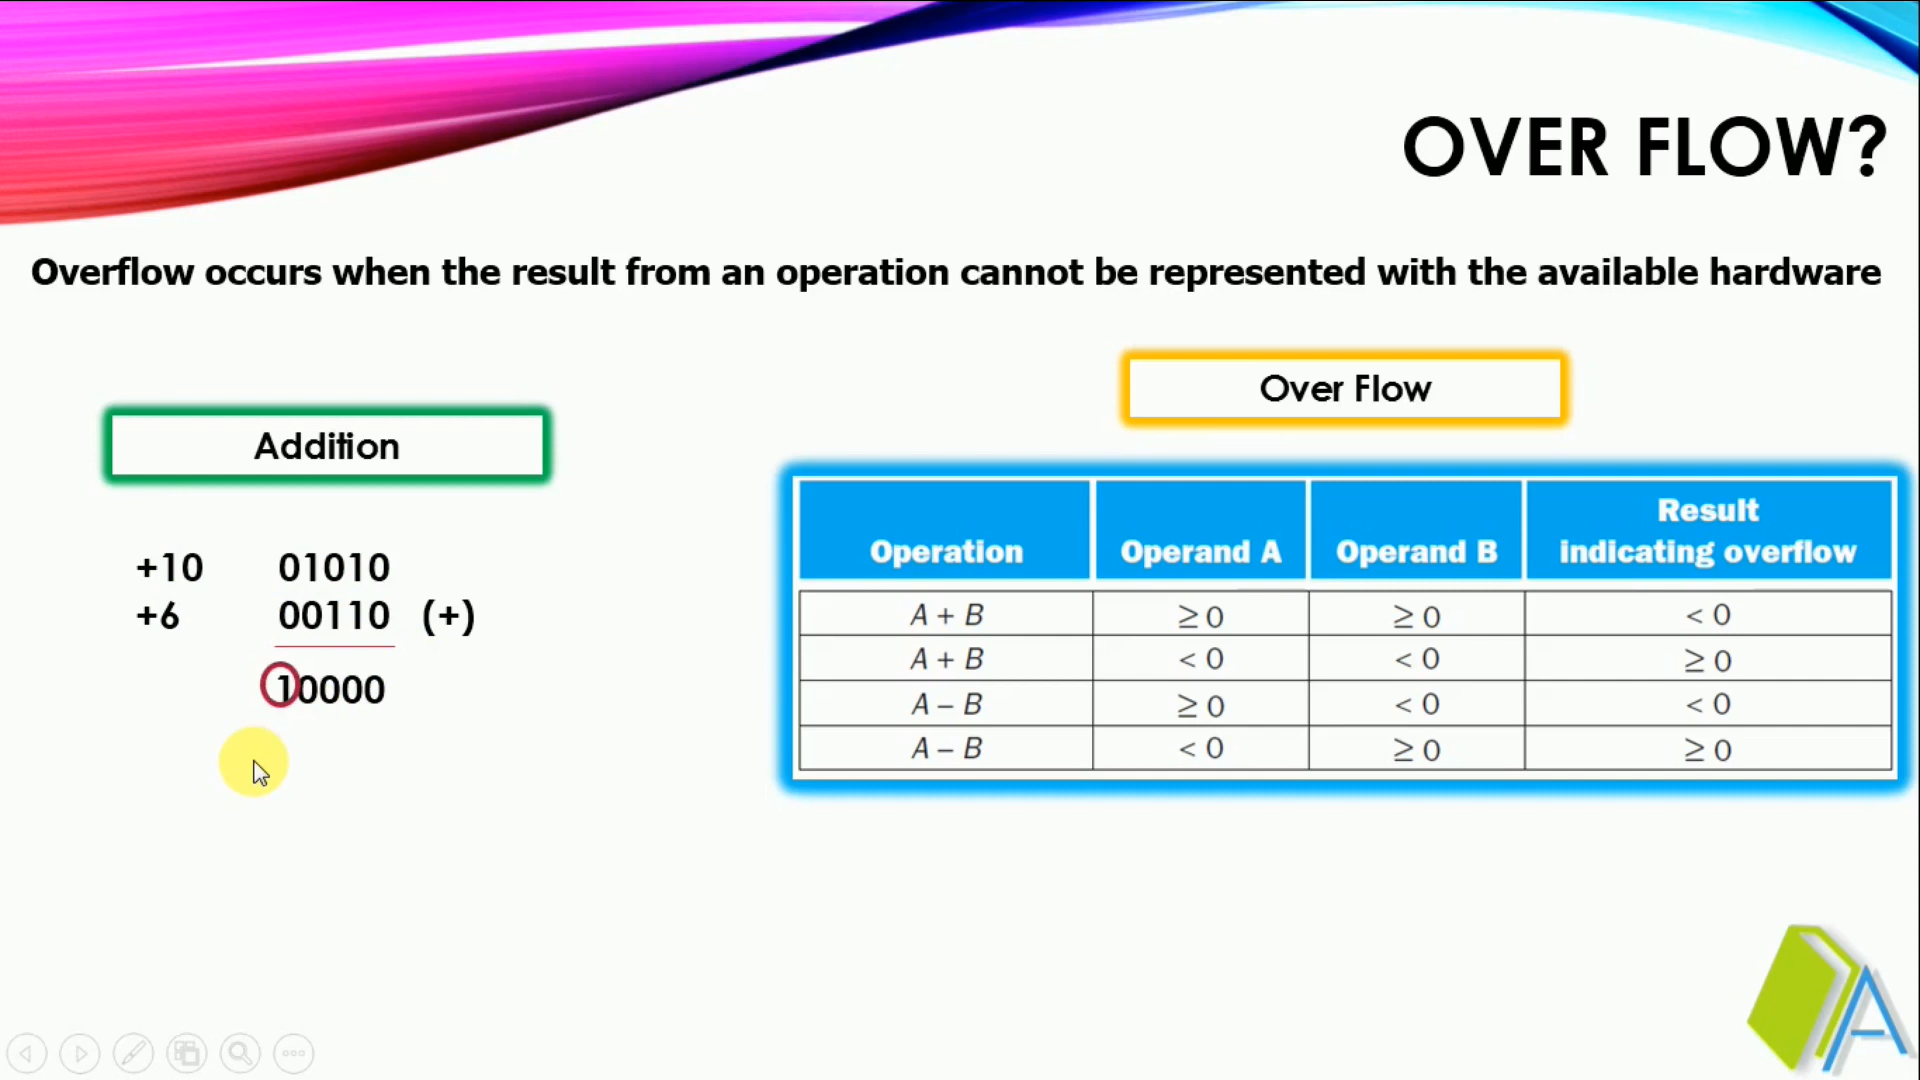 OVER FLOW?
Overflow occurs when the result from an operation cannot be represented with the available hardware
Addition
+10 01010
+6 00110 (+)
10000
Over Flow
Operation Operand A Operand B Result indicating overflow
A + B ≥ 0 ≥ 0 < 0
A + B < 0 < 0 ≥ 0
A – B ≥ 0 < 0 < 0
A – B < 0 ≥ 0 ≥ 0
A